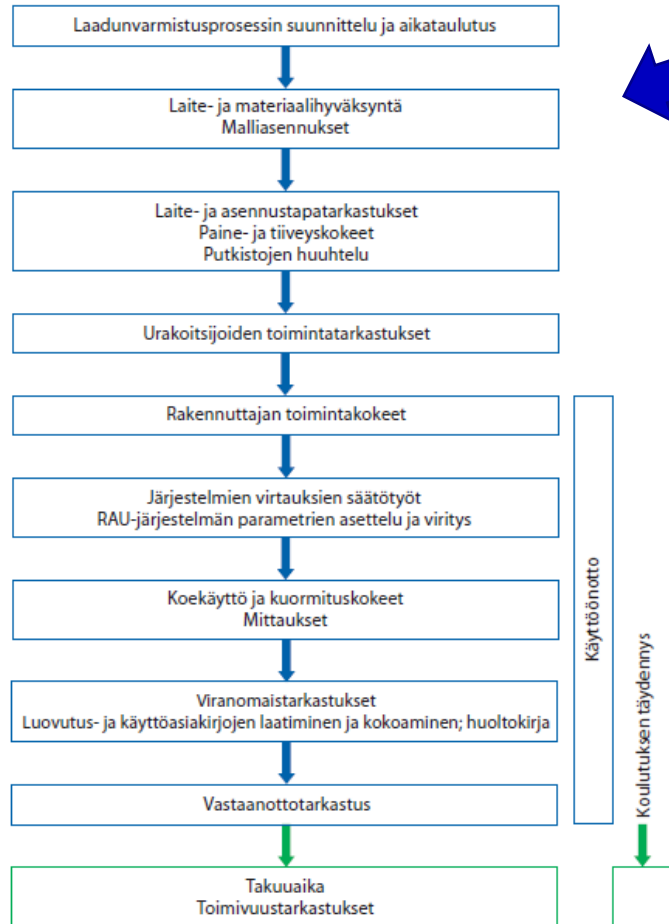 Laadunvarmistusprosessin suunnittelu ja aikataulutus
Laite- ja materiaalihyväksyntä
Malliasennukset
Laite- ja asennustapatarkastukset
Paine- ja tiiveyskokeet
Putkistojen huuhtelu
Urakoitsijoiden toimintatarkastukset
Rakennuttajan toimintakokeet
Järjestelmien virtauksien säätötyöt
RAU-järjestelmän parametrien asettelu ja viritys
Koekäyttö ja kuormituskokeet
Mittaukset
Viranomaistarkastukset
Luovutus- ja käyttöasiakirjojen laatiminen ja kokoaminen; huoltokirja
Vastaanottotarkastus
Takuuaika
Toimivuustarkastukset
Käyttöönotto
Koulutuksen täydennys